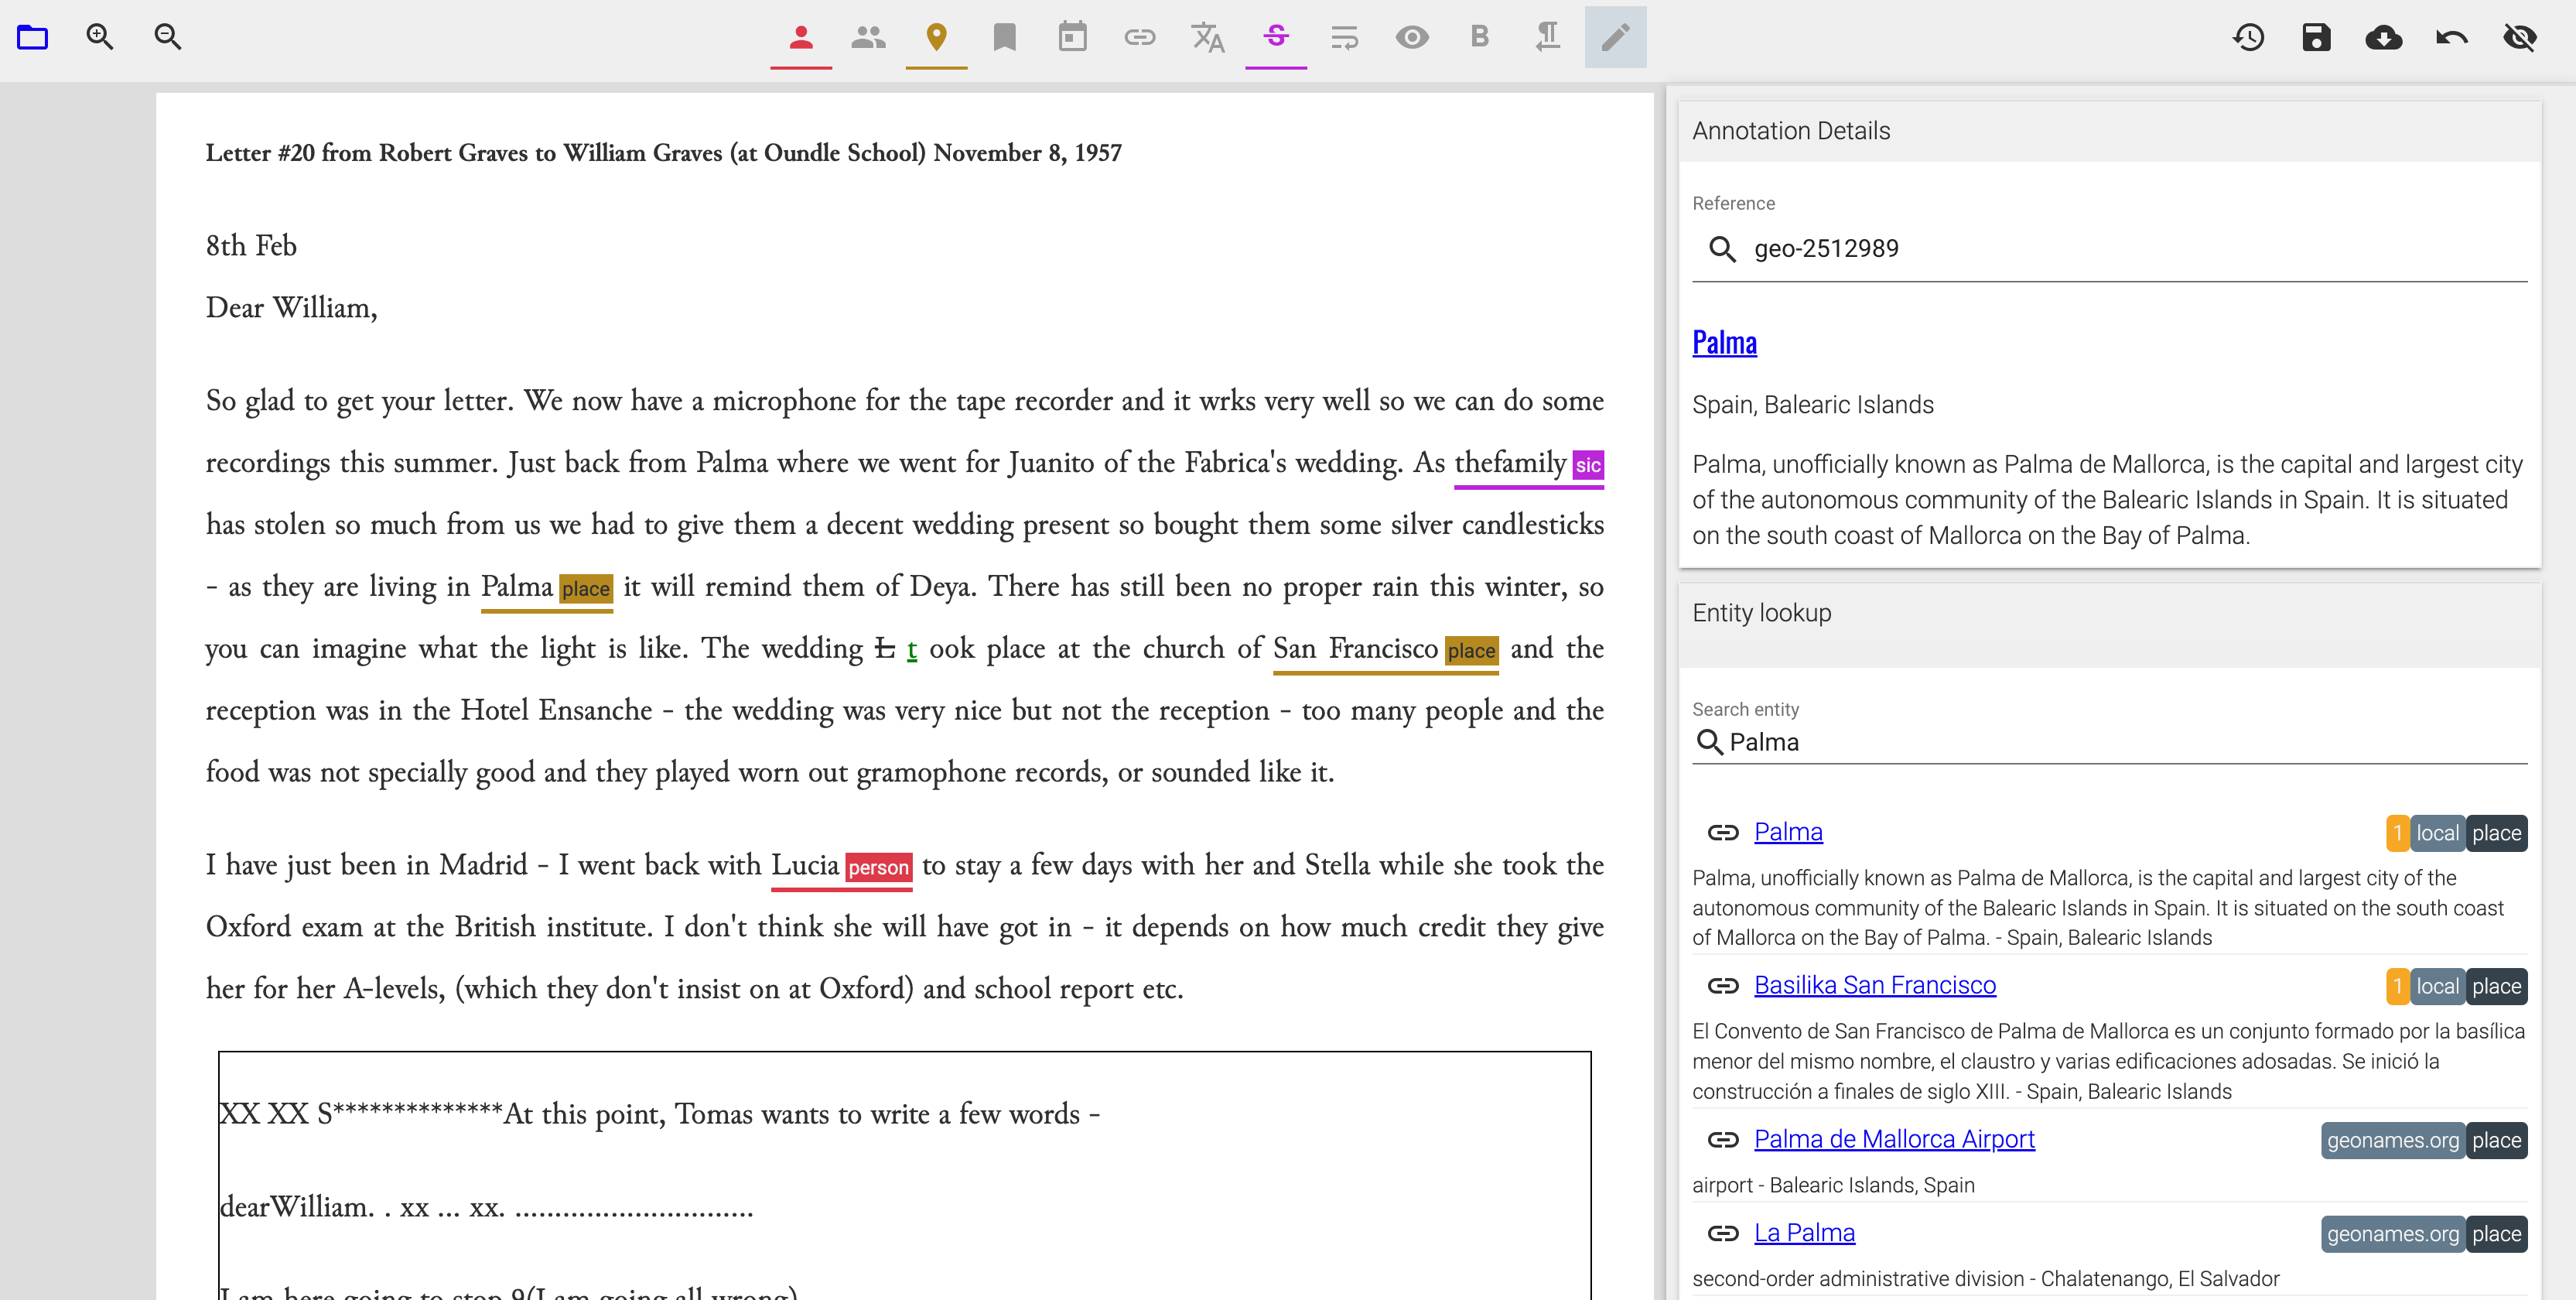 Letter #20 from Robert Graves to William Graves (at Oundle School) November 8, 1957
8th Feb
Dear William,
So glad to get your letter. We now have a microphone for the tape recorder and it wrks very well so we can do some
recordings this summer. Just back from Palma where we went for Juanito of the Fabrica's wedding. As thefamily sic
has stolen so much from us we had to give them a decent wedding present so bought them some silver candlesticks
- as they are living in Palma place it will remind them of Deya. There has still been no proper rain this winter, so
you can imagine what the light is like. The wedding L t ook place at the church of San Francisco place and the
reception was in the Hotel Ensanche - the wedding was very nice but not the reception - too many people and the
food was not specially good and they played worn out gramophone records, or sounded like it.
I have just been in Madrid - I went back with Lucia person to stay a few days with her and Stella while she took the
Oxford exam at the British institute. I don't think she will have got in - it depends on how much credit they give
her for her A-levels, (which they don't insist on at Oxford) and school report etc.
XX XX S**************At this point, Tomas wants to write a few words -
dearWilliam. . xx ... xx. ..............................
I am here going to stop 9(I am going all wrong)
Annotation Details
Reference
geo-2512989
Palma
Spain, Balearic Islands
Palma, unofficially known as Palma de Mallorca, is the capital and largest city
of the autonomous community of the Balearic Islands in Spain. It is situated
on the south coast of Mallorca on the Bay of Palma.
Entity lookup
Search entity
Palma
Palma 1 local place
Palma, unofficially known as Palma de Mallorca, is the capital and largest city of the
autonomous community of the Balearic Islands in Spain. It is situated on the south coast
of Mallorca on the Bay of Palma. - Spain, Balearic Islands
Basilika San Francisco 1 local place
El Convento de San Francisco de Palma de Mallorca es un conjunto formado por la basílica
menor del mismo nombre, el claustro y varias edificaciones adosadas. Se inició la
construcción a finales de siglo XIII. - Spain, Balearic Islands
Palma de Mallorca Airport geonames.org place
airport - Balearic Islands, Spain
La Palma geonames.org place
second-order administrative division - Chalatenango, El Salvador